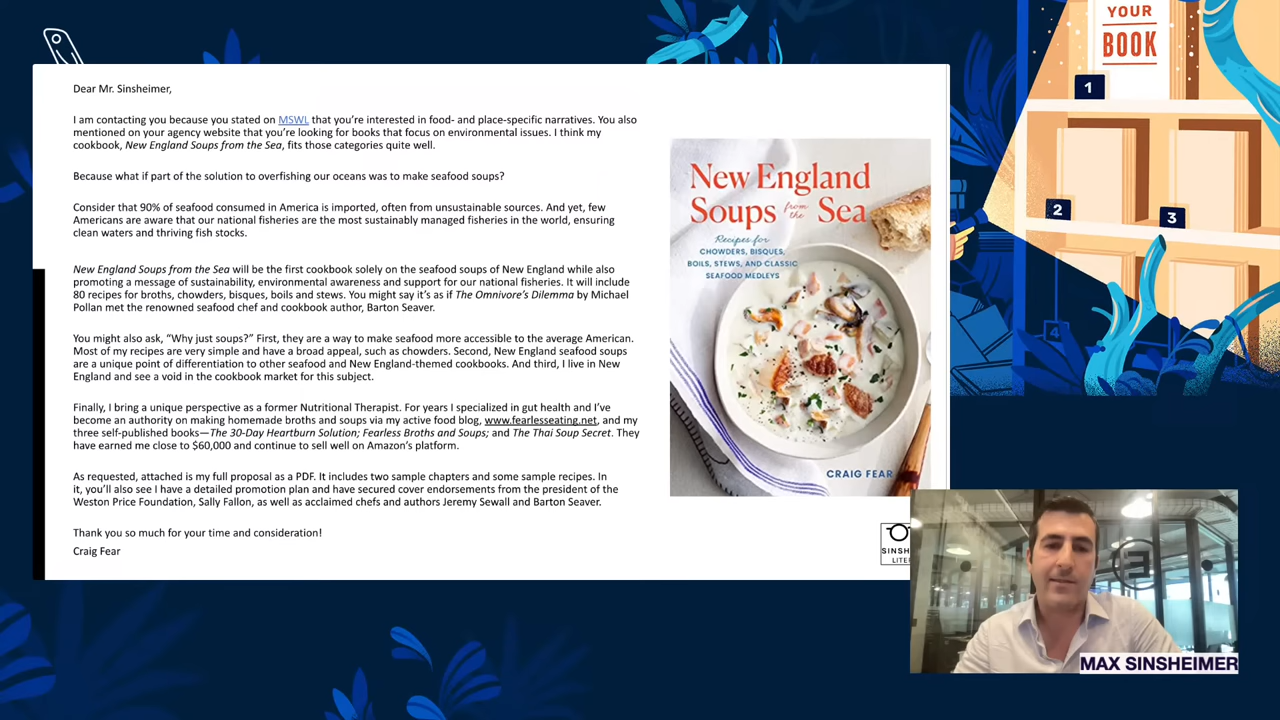 YOUR
BOOK
1
2
3
4
Dear Mr. Sinsheimer,
I am contacting you because you stated on MSWL that you’re interested in food- and place-specific narratives. You also
mentioned on your agency website that you’re looking for books that focus on environmental issues. I think my
cookbook, New England Soups from the Sea, fits those categories quite well.
Because what if part of the solution to overfishing our oceans was to make seafood soups?
Consider that 90% of seafood consumed in America is imported, often from unsustainable sources. And yet, few
Americans are aware that our national fisheries are the most sustainably managed fisheries in the world, ensuring
clean waters and thriving fish stocks.
New England Soups from the Sea will be the first cookbook solely on the seafood soups of New England while also
promoting a message of sustainability, environmental awareness and support for our national fisheries. It will include
80 recipes for broths, chowders, bisques, boils and stews. You might say it’s as if The Omnivore’s Dilemma by Michael
Pollan met the renowned seafood chef and cookbook author, Barton Seaver.
You might also ask, “Why just soups?” First, they are a way to make seafood more accessible to the average American.
Most of my recipes are very simple and have a broad appeal, such as chowders. Second, New England seafood soups
are a unique point of differentiation to other seafood and New England-themed cookbooks. And third, I live in New
England and see a void in the cookbook market for this subject.
Finally, I bring a unique perspective as a former Nutritional Therapist. For years I specialized in gut health and I’ve
become an authority on making homemade broths and soups via my active food blog, www.fearlesseating.net, and my
three self-published books—The 30-Day Heartburn Solution; Fearless Broths and Soups; and The Thai Soup Secret. They
have earned me close to $60,000 and continue to sell well on Amazon’s platform.
As requested, attached is my full proposal as a PDF. It includes two sample chapters and some sample recipes. In
it, you’ll also see I have a detailed promotion plan and have secured cover endorsements from the president of the
Weston Price Foundation, Sally Fallon, as well as acclaimed chefs and authors Jeremy Sewall and Barton Seaver.
Thank you so much for your time and consideration!
Craig Fear
New England
Soups from the Sea
Recipes for
CHOWDERS, BISQUES,
BOILS, STEWS, AND CLASSIC
SEAFOOD MEDLEYS
CRAIG FEAR
SINSH
LITE
MAX SINSHEIMER